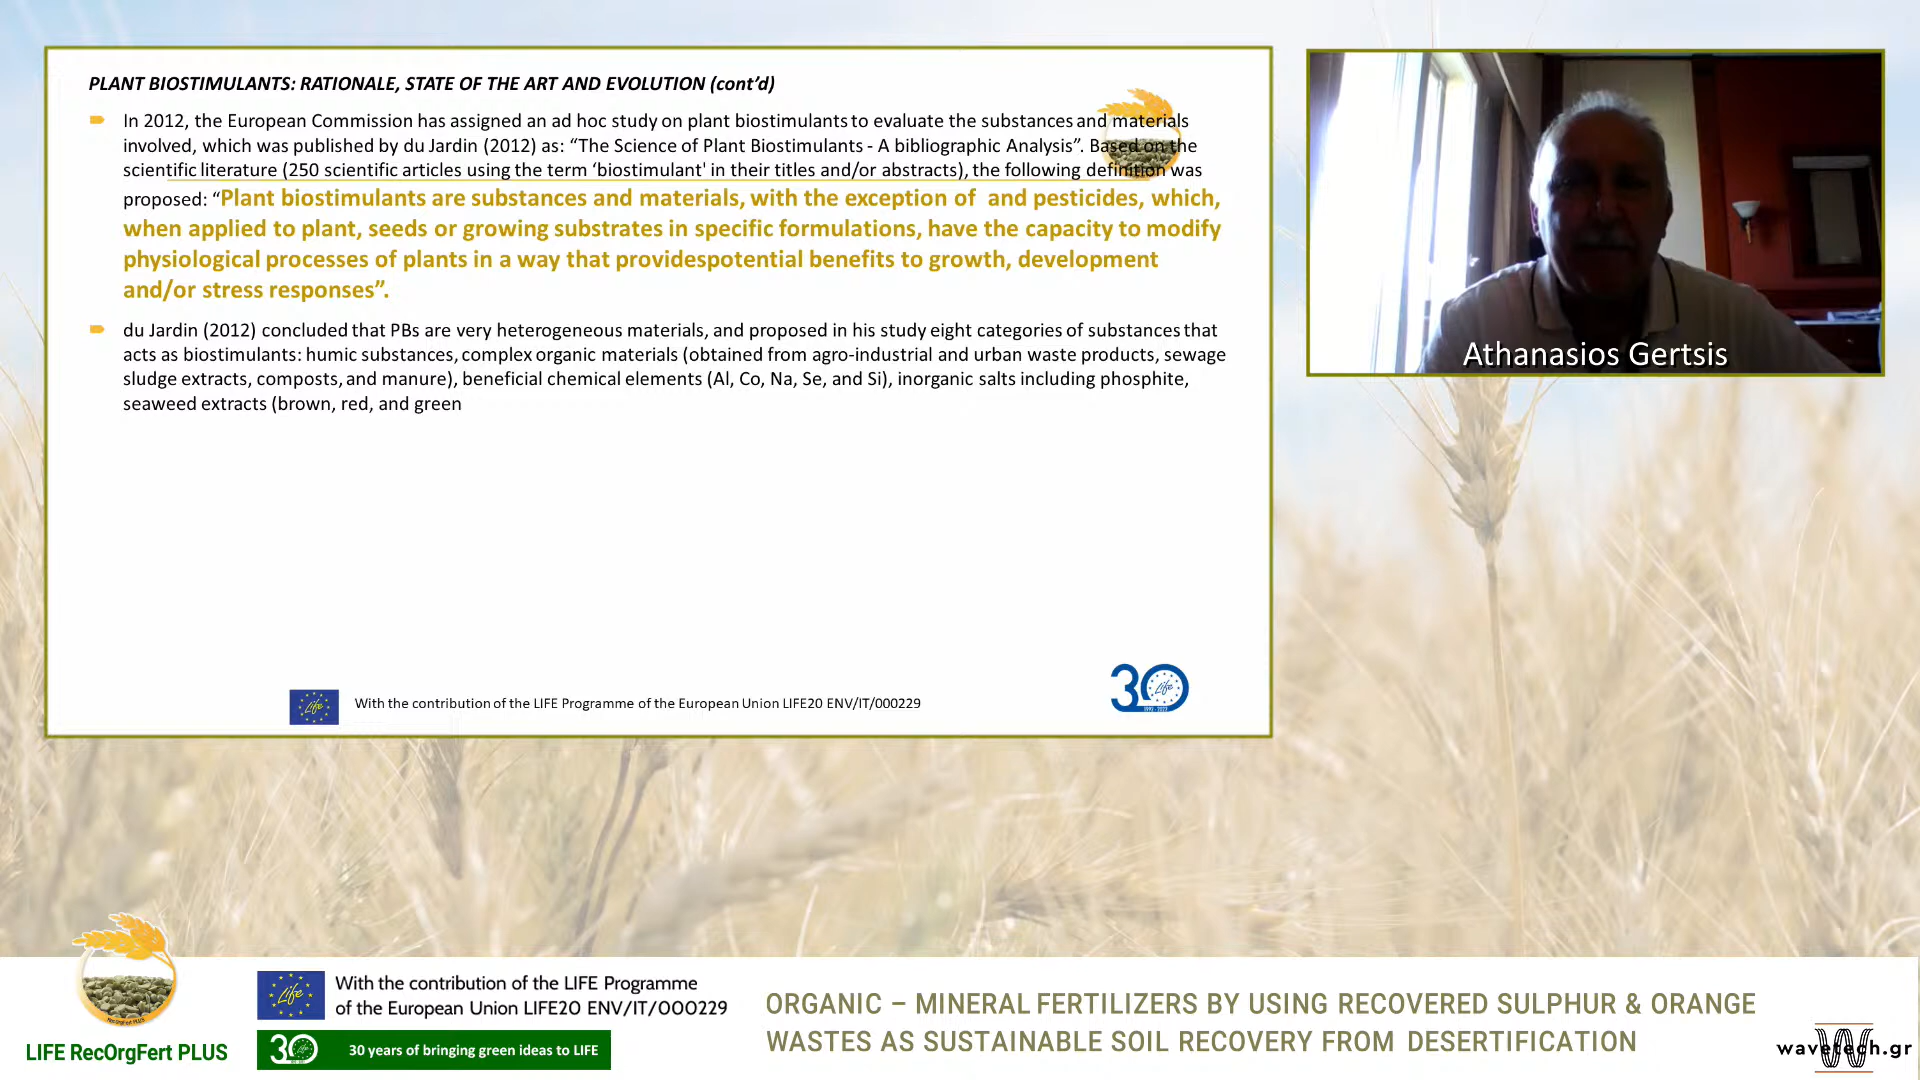 PLANT BIOSTIMULANTS: RATIONALE, STATE OF THE ART AND EVOLUTION (cont’d)
In 2012, the European Commission has assigned an ad hoc study on plant biostimulants to evaluate the substances and materials
involved, which was published by du Jardin (2012) as: “The Science of Plant Biostimulants - A bibliographic Analysis”. Based on the
scientific literature (250 scientific articles using the term ‘biostimulant' in their titles and/or abstracts), the following definition was
proposed: “Plant biostimulants are substances and materials, with the exception of and pesticides, which,
when applied to plant, seeds or growing substrates in specific formulations, have the capacity to modify
physiological processes of plants in a way that providespotential benefits to growth, development
and/or stress responses”.
du Jardin (2012) concluded that PBs are very heterogeneous materials, and proposed in his study eight categories of substances that
acts as biostimulants: humic substances, complex organic materials (obtained from agro-industrial and urban waste products, sewage
sludge extracts, composts, and manure), beneficial chemical elements (Al, Co, Na, Se, and Si), inorganic salts including phosphite,
seaweed extracts (brown, red, and green
Life
With the contribution of the LIFE Programme of the European Union LIFE20 ENV/IT/000229
30
Life
1992 - 2022
Athanasios Gertsis
RecOrgFert PLUS
LIFE RecOrgFert PLUS
Life
With the contribution of the LIFE Programme
of the European Union LIFE20 ENV/IT/000229
30
Life
30 years of bringing green ideas to LIFE
ORGANIC – MINERAL FERTILIZERS BY USING RECOVERED SULPHUR & ORANGE
WASTES AS SUSTAINABLE SOIL RECOVERY FROM DESERTIFICATION
wavetech.gr